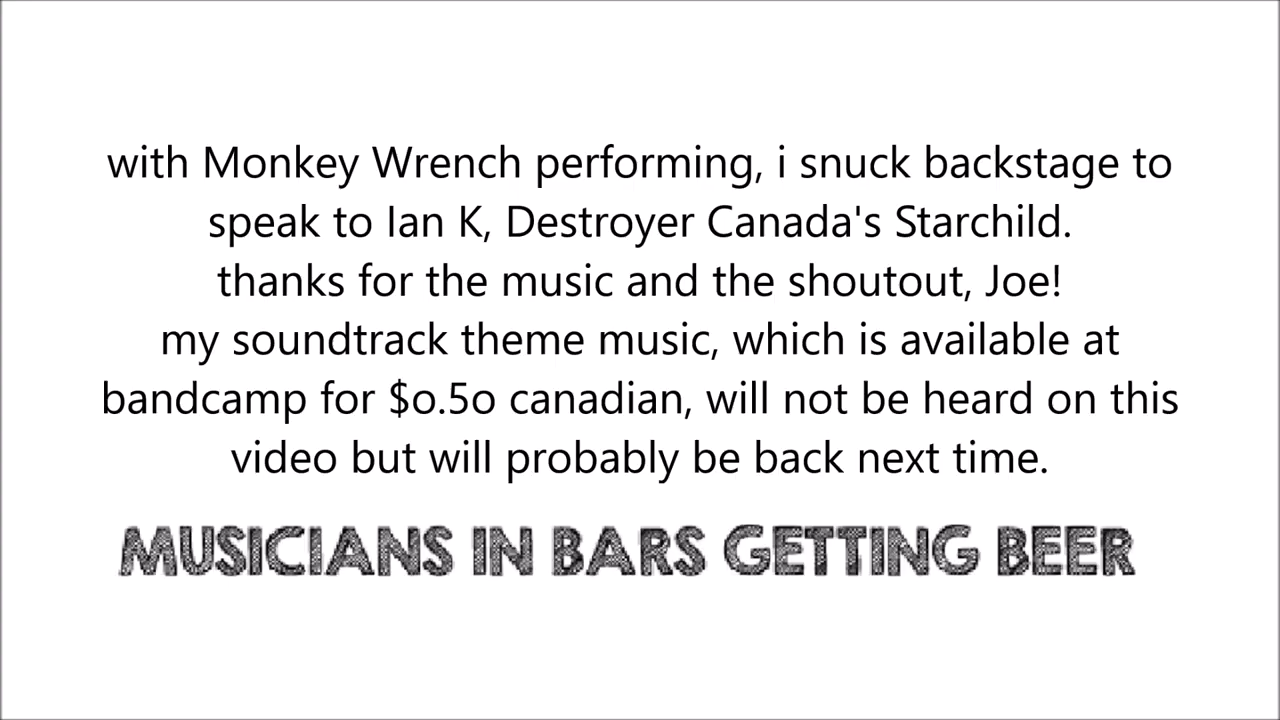 with Monkey Wrench performing, i snuck backstage to
speak to Ian K, Destroyer Canada's Starchild.
thanks for the music and the shoutout, Joe!
my soundtrack theme music, which is available at
bandcamp for $o.5o canadian, will not be heard on this
video but will probably be back next time.
MUSICIANS IN BARS GETTING BEER